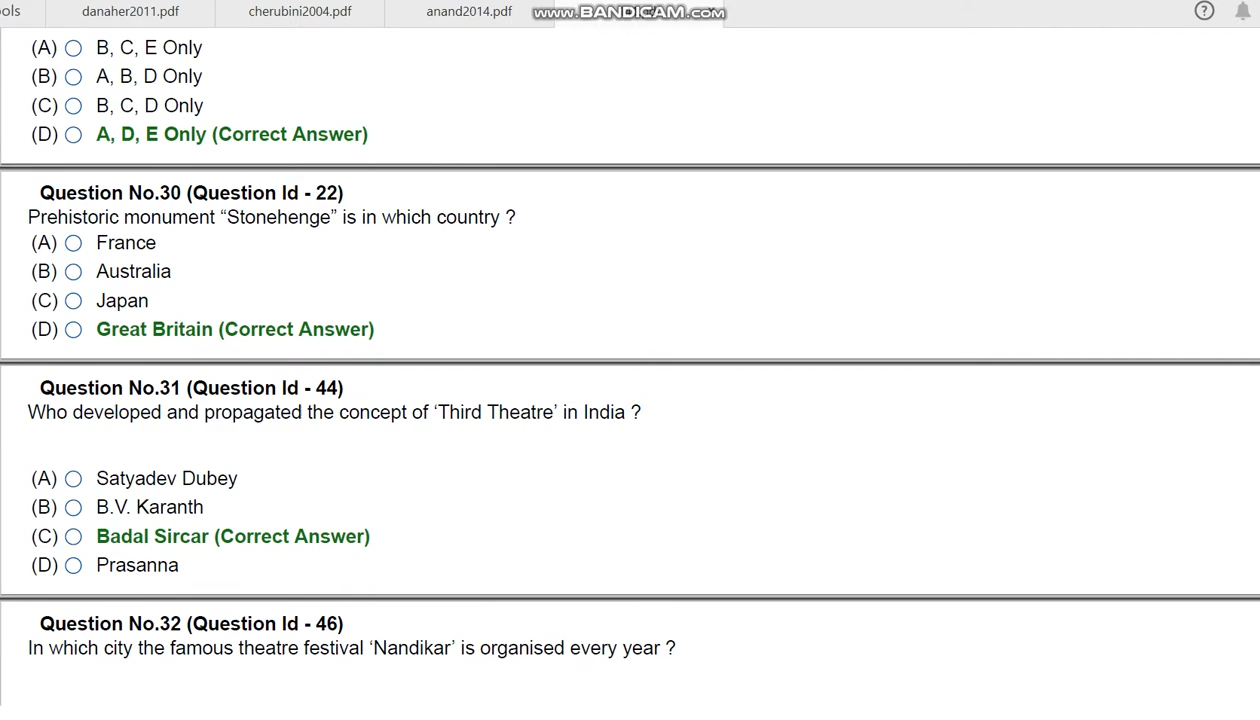 ols danaher2011.pdf cherubini2004.pdf anand2014.pdf www.BANDICAM.com
(A) B, C, E Only
(B) A, B, D Only
(C) B, C, D Only
(D) A, D, E Only (Correct Answer)
Question No.30 (Question Id - 22)
Prehistoric monument “Stonehenge” is in which country ?
(A) France
(B) Australia
(C) Japan
(D) Great Britain (Correct Answer)
Question No.31 (Question Id - 44)
Who developed and propagated the concept of ‘Third Theatre’ in India ?
(A) Satyadev Dubey
(B) B.V. Karanth
(C) Badal Sircar (Correct Answer)
(D) Prasanna
Question No.32 (Question Id - 46)
In which city the famous theatre festival ‘Nandikar’ is organised every year ?